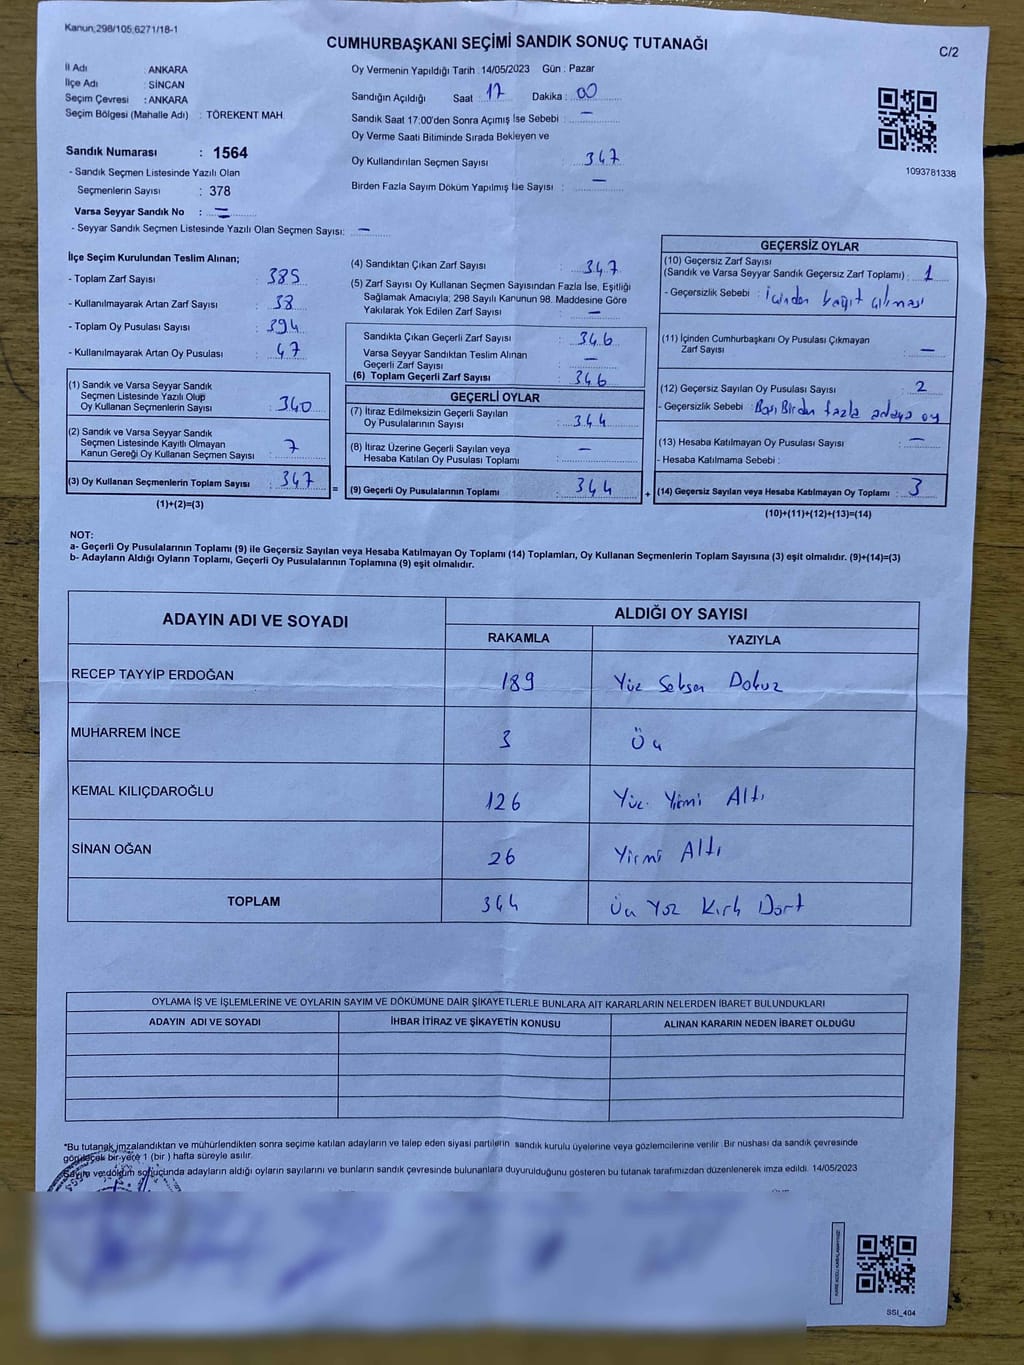 Kanun:298/105,6271/18-1
CUMHURBAŞKANI SEÇİMİ SANDIK SONUÇ TUTANAĞI
C/2
İl Adı : ANKARA
İlçe Adı : SİNCAN
Seçim Çevresi : ANKARA
Seçim Bölgesi (Mahalle Adı) : TÖREKENT MAH.
Sandık Numarası : 1564
- Sandık Seçmen Listesinde Yazılı Olan
Seçmenlerin Sayısı : 378
Varsa Seyyar Sandık No : –
- Seyyar Sandık Seçmen Listesinde Yazılı Olan Seçmen Sayısı: –
Oy Vermenin Yapıldığı Tarih : 14/05/2023 Gün : Pazar
Sandığın Açıldığı Saat : 17 Dakika : 00
Sandık Saat 17:00'den Sonra Açımış İse Sebebi : –
Oy Verme Saati Bitiminde Sırada Bekleyen ve
Oy Kullandırılan Seçmen Sayısı : 347
Birden Fazla Sayım Döküm Yapılmış İse Sayısı : –
1093781338
İlçe Seçim Kurulundan Teslim Alınan;
- Toplam Zarf Sayısı : 385
- Kullanılmayarak Artan Zarf Sayısı : 38
- Toplam Oy Pusulası Sayısı : 394
- Kullanılmayarak Artan Oy Pusulası : 47
(1) Sandık ve Varsa Seyyar Sandık
Seçmen Listesinde Yazılı Olup
Oy Kullanan Seçmenlerin Sayısı : 340
(2) Sandık ve Varsa Seyyar Sandık
Seçmen Listesinde Kayıtlı Olmayan
Kanun Gereği Oy Kullanan Seçmen Sayısı : 7
(3) Oy Kullanan Seçmenlerin Toplam Sayısı : 347
(1)+(2)=(3)
=
(4) Sandıktan Çıkan Zarf Sayısı : 347
(5) Zarf Sayısı Oy Kullanan Seçmen Sayısından Fazla İse, Eşitliği
Sağlamak Amacıyla; 298 Sayılı Kanunun 98. Maddesine Göre
Yakılarak Yok Edilen Zarf Sayısı : –
Sandıkta Çıkan Geçerli Zarf Sayısı : 346
Varsa Seyyar Sandıktan Teslim Alınan
Geçerli Zarf Sayısı : –
(6) Toplam Geçerli Zarf Sayısı : 346
GEÇERLİ OYLAR
(7) İtiraz Edilmeksizin Geçerli Sayılan
Oy Pusulalarının Sayısı : 344
(8) İtiraz Üzerine Geçerli Sayılan veya
Hesaba Katılan Oy Pusulası Toplamı : –
(9) Geçerli Oy Pusulalarının Toplamı : 344
+
GEÇERSİZ OYLAR
(10) Geçersiz Zarf Sayısı
(Sandık ve Varsa Seyyar Sandık Geçersiz Zarf Toplamı) : 1
- Geçersizlik Sebebi : İçinden kağıt çıkması
(11) İçinden Cumhurbaşkanı Oy Pusulası Çıkmayan
Zarf Sayısı : –
(12) Geçersiz Sayılan Oy Pusulası Sayısı : 2
- Geçersizlik Sebebi : Birden fazla adaya oy
(13) Hesaba Katılmayan Oy Pusulası Sayısı : –
- Hesaba Katılmama Sebebi :
(14) Geçersiz Sayılan veya Hesaba Katılmayan Oy Toplamı : 3
(10)+(11)+(12)+(13)=(14)
NOT:
a- Geçerli Oy Pusulalarının Toplamı (9) ile Geçersiz Sayılan veya Hesaba Katılmayan Oy Toplamı (14) Toplamları, Oy Kullanan Seçmenlerin Toplam Sayısına (3) eşit olmalıdır. (9)+(14)=(3)
b- Adayların Aldığı Oyların Toplamı, Geçerli Oy Pusulalarının Toplamına (9) eşit olmalıdır.
ADAYIN ADI VE SOYADI
ALDIĞI OY SAYISI
RAKAMLA YAZIYLA
RECEP TAYYİP ERDOĞAN 189 Yüz Seksen Dokuz
MUHARREM İNCE 3 Üç
KEMAL KILIÇDAROĞLU 126 Yüz Yirmi Altı
SİNAN OĞAN 26 Yirmi Altı
TOPLAM 344 Üç Yüz Kırk Dört
OYLAMA İŞ VE İŞLEMLERİNE VE OYLARIN SAYIM VE DÖKÜMÜNE DAİR ŞİKAYETLERLE BUNLARA AİT KARARLARIN NELERDEN İBARET BULUNDUKLARI
ADAYIN ADI VE SOYADI İHBAR İTİRAZ VE ŞİKAYETİN KONUSU ALINAN KARARIN NEDEN İBARET OLDUĞU
*Bu tutanak imzalandıktan ve mühürlendikten sonra seçime katılan adayların ve talep eden siyasi partilerin sandık kurulu üyelerine veya gözlemcilerine verilir. Bir nüshası da sandık çevresinde
görülecek bir yere 1 (bir) hafta süreyle asılır.
Sayım ve döküm sonucunda adayların aldığı oyların sayılarını ve bunların sandık çevresinde bulunanlara duyurulduğunu gösteren bu tutanak tarafımızdan düzenlenerek imza edildi. 14/05/2023
SSI_404